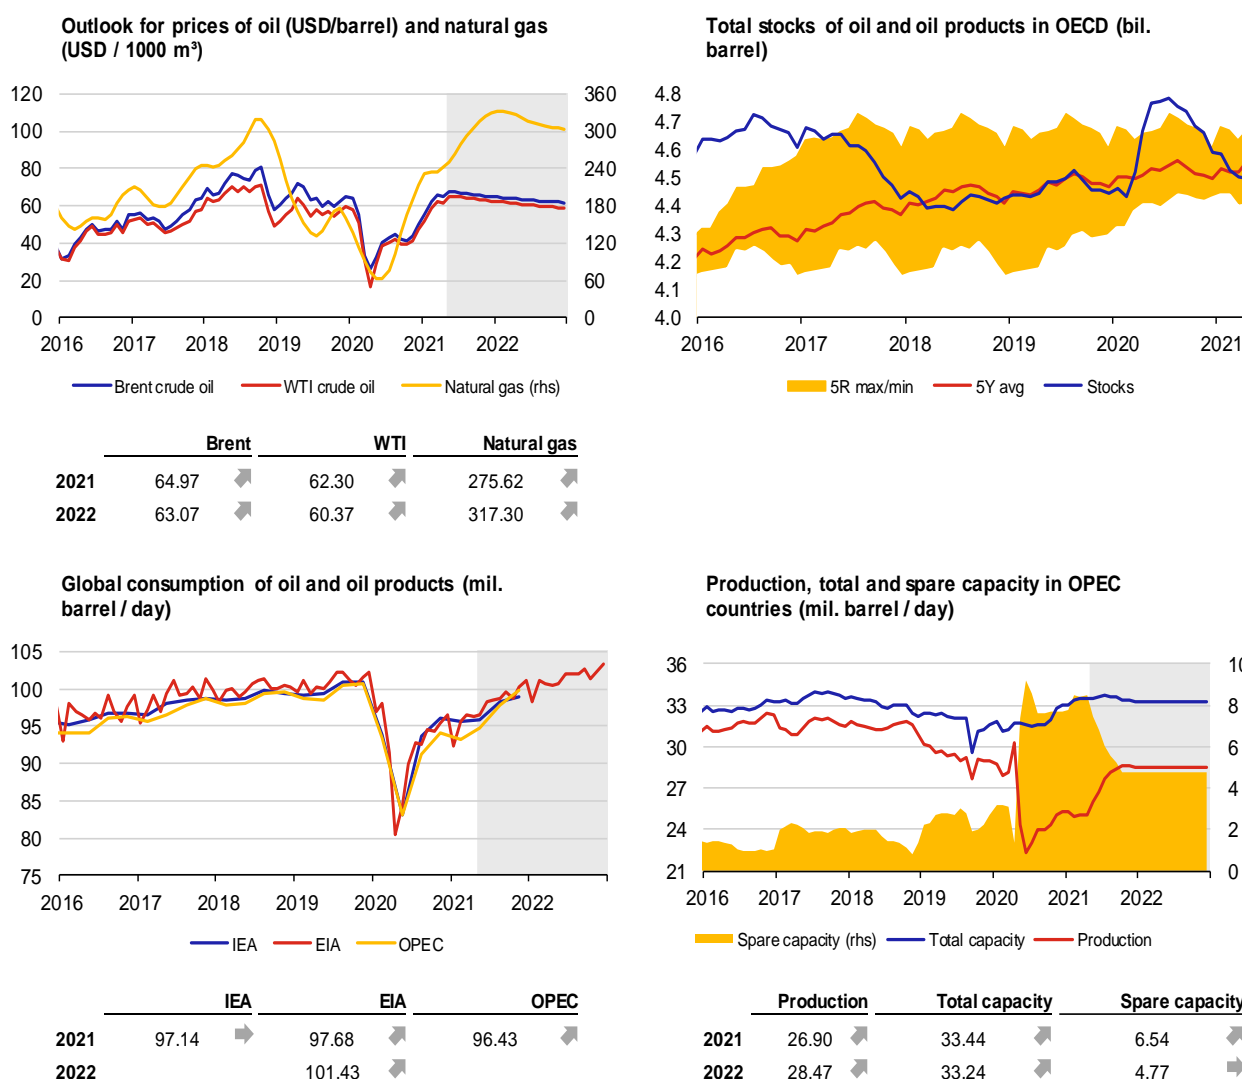 Outlook for prices of oil (USD/barrel) and natural gas
(USD / 1000 m³)
120 360
100 300
80 240
60 180
40 120
20 60
0 0
2016 2017 2018 2019 2020 2021 2022
Brent crude oil WTI crude oil Natural gas (rhs)
Brent WTI Natural gas
2021 64.97 62.30 275.62
2022 63.07 60.37 317.30
Total stocks of oil and oil products in OECD (bil.
barrel)
4.8
4.7
4.6
4.5
4.4
4.3
4.2
4.1
4.0
2016 2017 2018 2019 2020 2021
5R max/min 5Y avg Stocks
Global consumption of oil and oil products (mil.
barrel / day)
105
100
95
90
85
80
75
2016 2017 2018 2019 2020 2021 2022
IEA EIA OPEC
IEA EIA OPEC
2021 97.14 97.68 96.43
2022 101.43
Production, total and spare capacity in OPEC
countries (mil. barrel / day)
36 10
33 8
30 6
27 4
24 2
21 0
2016 2017 2018 2019 2020 2021 2022
Spare capacity (rhs) Total capacity Production
Production Total capacity Spare capacity
2021 26.90 33.44 6.54
2022 28.47 33.24 4.77